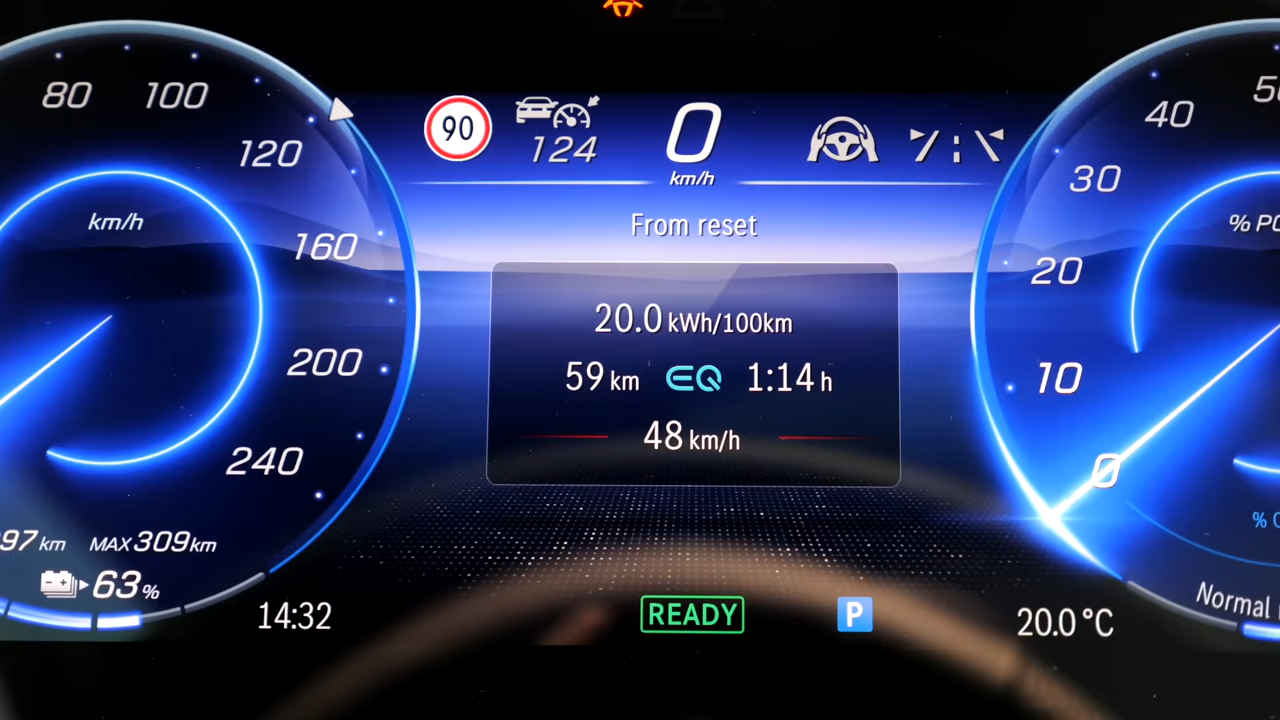 80 100
120
160
200
240
km/h
90
124
0
km/h
From reset
20.0 kWh/100km
59 km EQ 1:14 h
48 km/h
97 km MAX 309 km
63 %
14:32
READY
P
20.0 °C
50
40
30
20
10
0
%
%
Normal